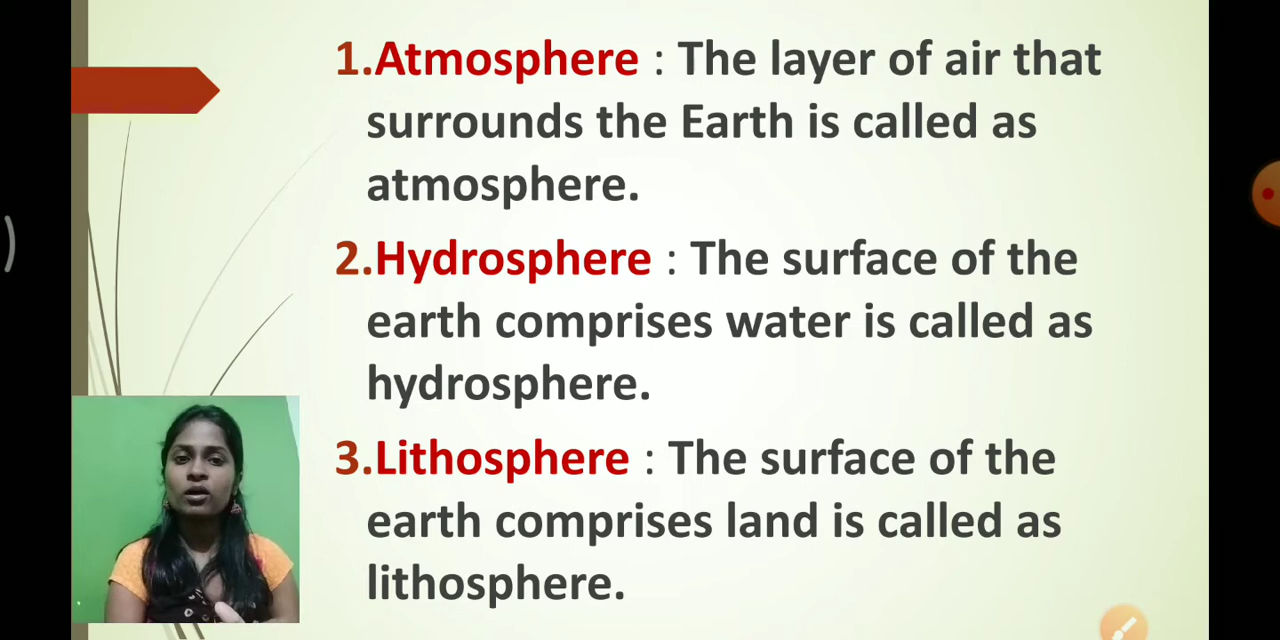 1.Atmosphere : The layer of air that
surrounds the Earth is called as
atmosphere.
2.Hydrosphere : The surface of the
earth comprises water is called as
hydrosphere.
3.Lithosphere : The surface of the
earth comprises land is called as
lithosphere.